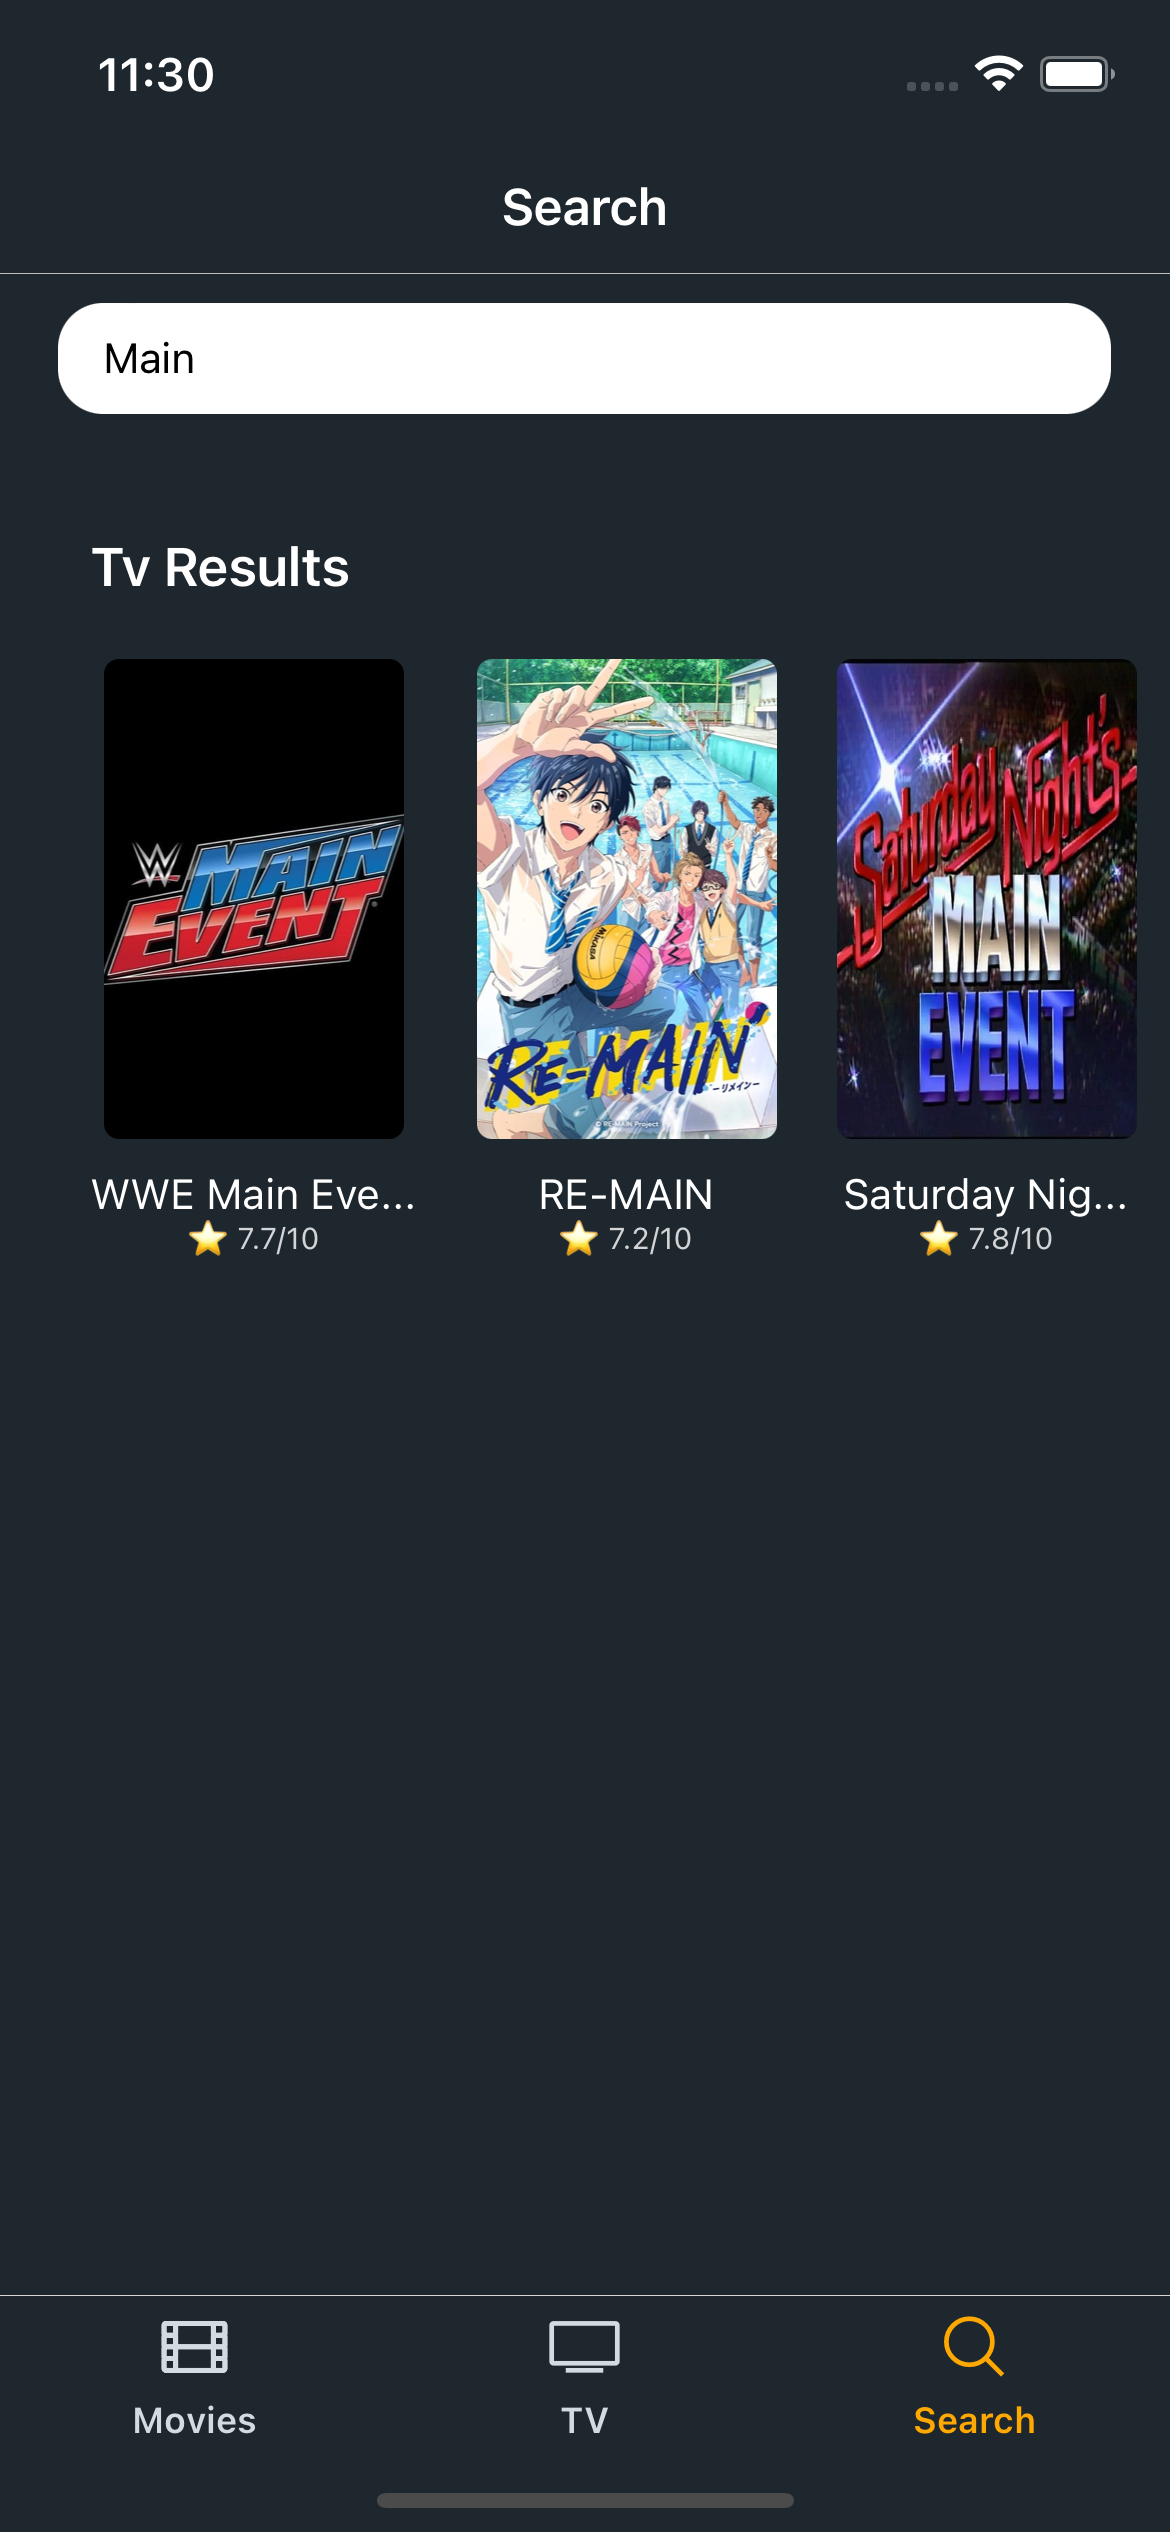 11:30
Search
Main
Tv Results
W MAIN
EVENT
MIKASA
RE-MAIN
-リメイン-
© RE-MAIN Project
Saturday Night's
MAIN
EVENT
WWE Main Eve...
7.7/10
RE-MAIN
7.2/10
Saturday Nig...
7.8/10
Movies
TV
Search